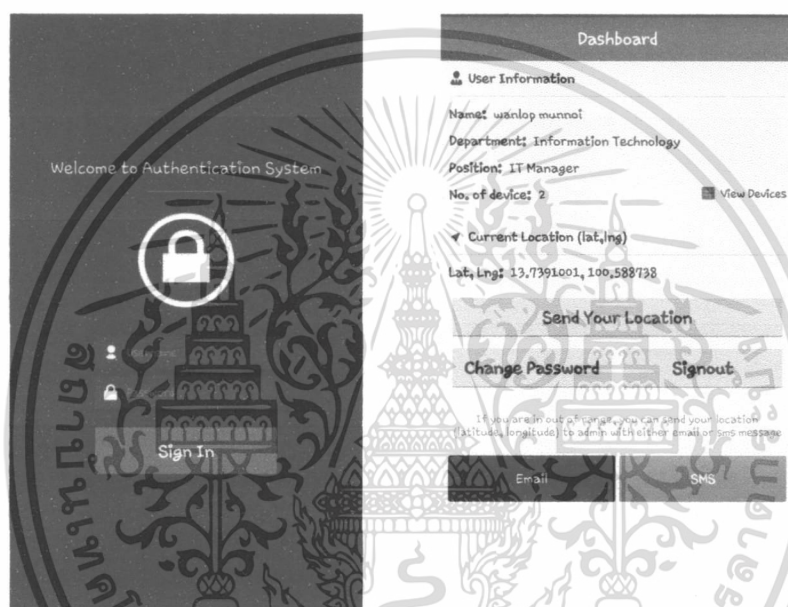 Welcome to Authentication System
Username
Password
Sign In
Dashboard
User Information
Name: wanlop munnoi
Department: Information Technology
Position: IT Manager
No. of device: 2
View Devices
Current Location (lat,lng)
Lat, Lng: 13.7391001, 100.588738
Send Your Location
Change Password
Signout
If you are in out of range, you can send your location
(latitude, longitude) to admin with either email or sms message
Email
SMS